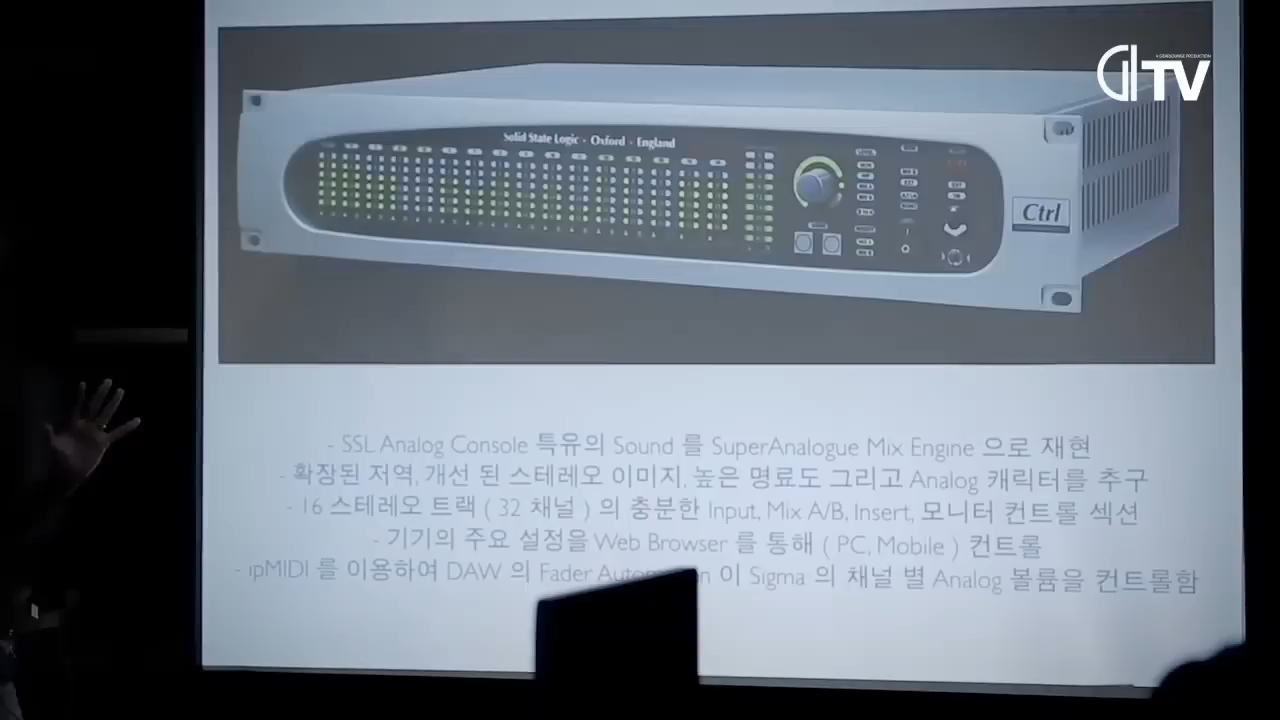 A GEARLOUNGE PRODUCTION
GTV
Solid State Logic · Oxford · England
Ctrl
- SSL Analog Console 특유의 Sound 를 SuperAnalogue Mix Engine 으로 재현
- 확장된 저역, 개선 된 스테레오 이미지, 높은 명료도 그리고 Analog 캐릭터를 추구
- 16 스테레오 트랙 ( 32 채널 ) 의 충분한 Input, Mix A/B, Insert, 모니터 컨트롤 섹션
- 기기의 주요 설정을 Web Browser 를 통해 ( PC, Mobile ) 컨트롤
- ipMIDI 를 이용하여 DAW 의 Fader 이 Sigma 의 채널 별 Analog 볼륨을 컨트롤함